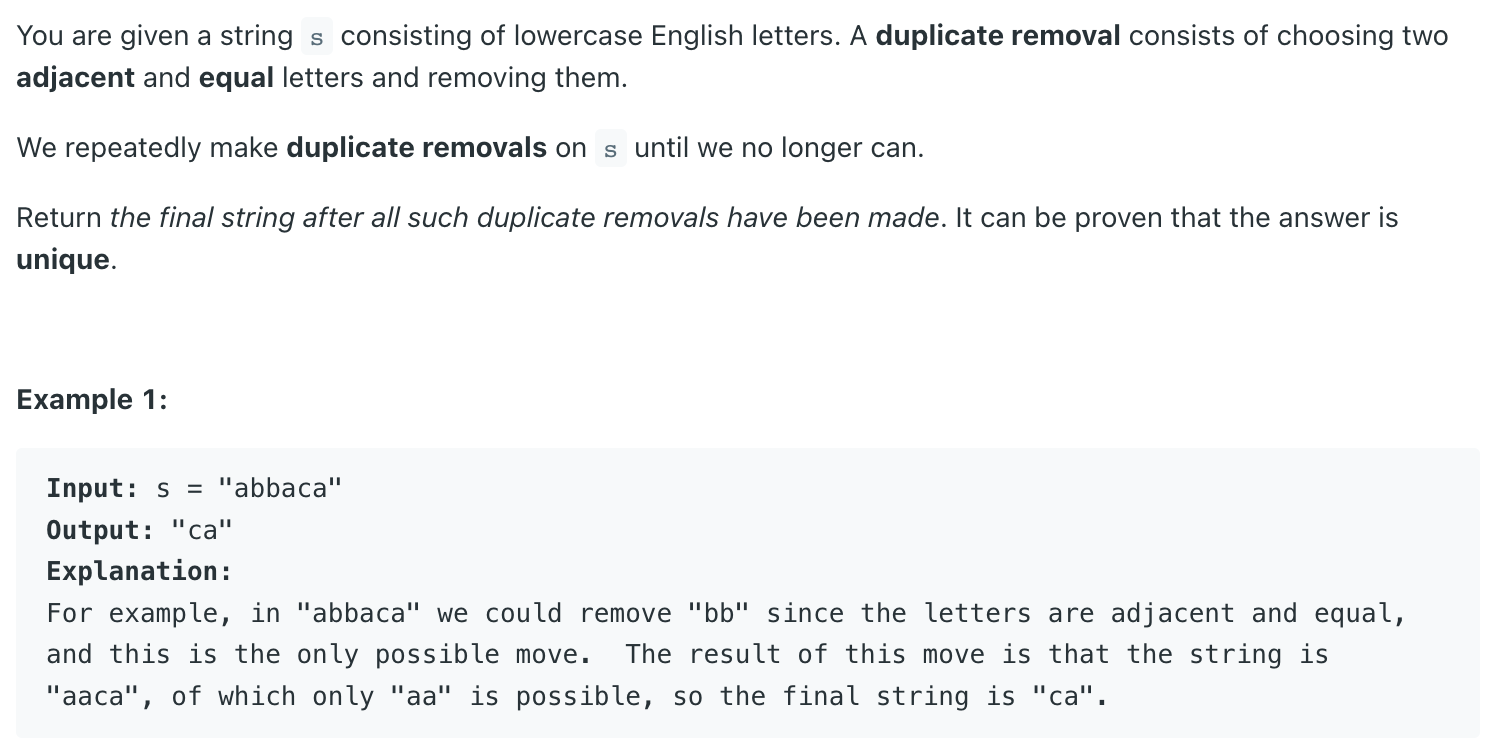 You are given a string s consisting of lowercase English letters. A duplicate removal consists of choosing two
adjacent and equal letters and removing them.
We repeatedly make duplicate removals on s until we no longer can.
Return the final string after all such duplicate removals have been made. It can be proven that the answer is
unique.
Example 1:
Input: s = "abbaca"
Output: "ca"
Explanation:
For example, in "abbaca" we could remove "bb" since the letters are adjacent and equal,
and this is the only possible move.  The result of this move is that the string is
"aaca", of which only "aa" is possible, so the final string is "ca".